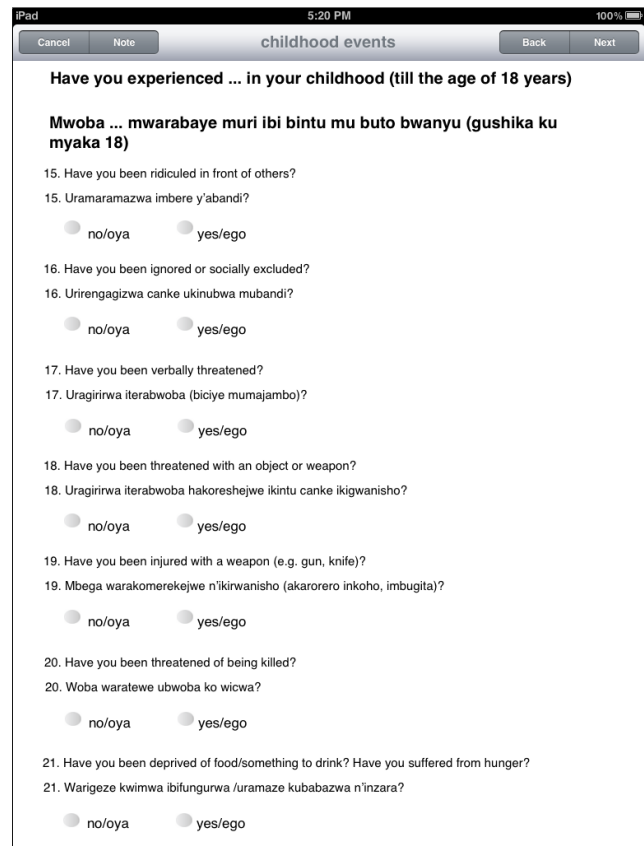 iPad 5:20 PM 100%
Cancel Note childhood events Back Next
Have you experienced ... in your childhood (till the age of 18 years)
Mwoba ... mwarabaye muri ibi bintu mu buto bwanyu (gushika ku
myaka 18)
15. Have you been ridiculed in front of others?
15. Uramaramazwa imbere y'abandi?
no/oya yes/ego
16. Have you been ignored or socially excluded?
16. Urirengagizwa canke ukinubwa mubandi?
no/oya yes/ego
17. Have you been verbally threatened?
17. Uragirirwa iterabwoba (biciye mumajambo)?
no/oya yes/ego
18. Have you been threatened with an object or weapon?
18. Uragirirwa iterabwoba hakoreshejwe ikintu canke ikigwanisho?
no/oya yes/ego
19. Have you been injured with a weapon (e.g. gun, knife)?
19. Mbega warakomerekejwe n'ikirwanisho (akarorero inkoho, imbugita)?
no/oya yes/ego
20. Have you been threatened of being killed?
20. Woba waratewe ubwoba ko wicwa?
no/oya yes/ego
21. Have you been deprived of food/something to drink? Have you suffered from hunger?
21. Warigeze kwimwa ibifungurwa /uramaze kubabazwa n'inzara?
no/oya yes/ego